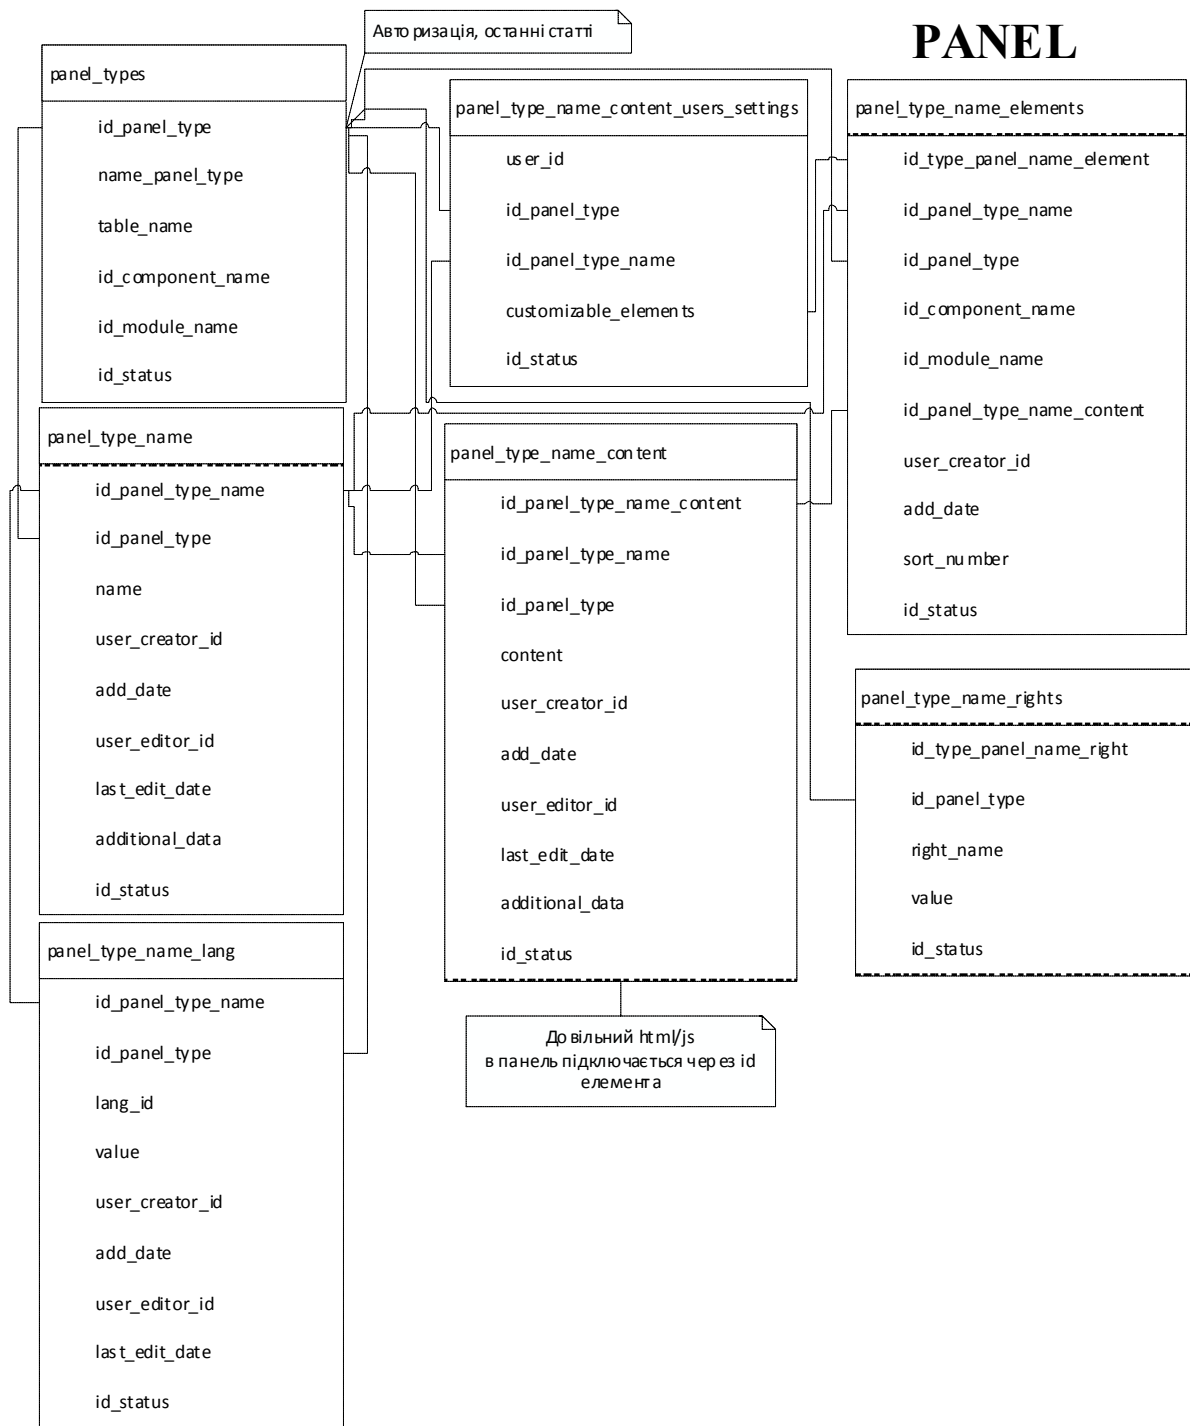 Авторизація, останні статті
PANEL
panel_types
id_panel_type
name_panel_type
table_name
id_component_name
id_module_name
id_status
panel_type_name_content_users_settings
user_id
id_panel_type
id_panel_type_name
customizable_elements
id_status
panel_type_name_elements
id_type_panel_name_element
id_panel_type_name
id_panel_type
id_component_name
id_module_name
id_panel_type_name_content
user_creator_id
add_date
sort_number
id_status
panel_type_name
id_panel_type_name
id_panel_type
name
user_creator_id
add_date
user_editor_id
last_edit_date
additional_data
id_status
panel_type_name_content
id_panel_type_name_content
id_panel_type_name
id_panel_type
content
user_creator_id
add_date
user_editor_id
last_edit_date
additional_data
id_status
panel_type_name_rights
id_type_panel_name_right
id_panel_type
right_name
value
id_status
panel_type_name_lang
id_panel_type_name
id_panel_type
lang_id
value
user_creator_id
add_date
user_editor_id
last_edit_date
id_status
Довільний html/js
в панель підключається через id
елемента